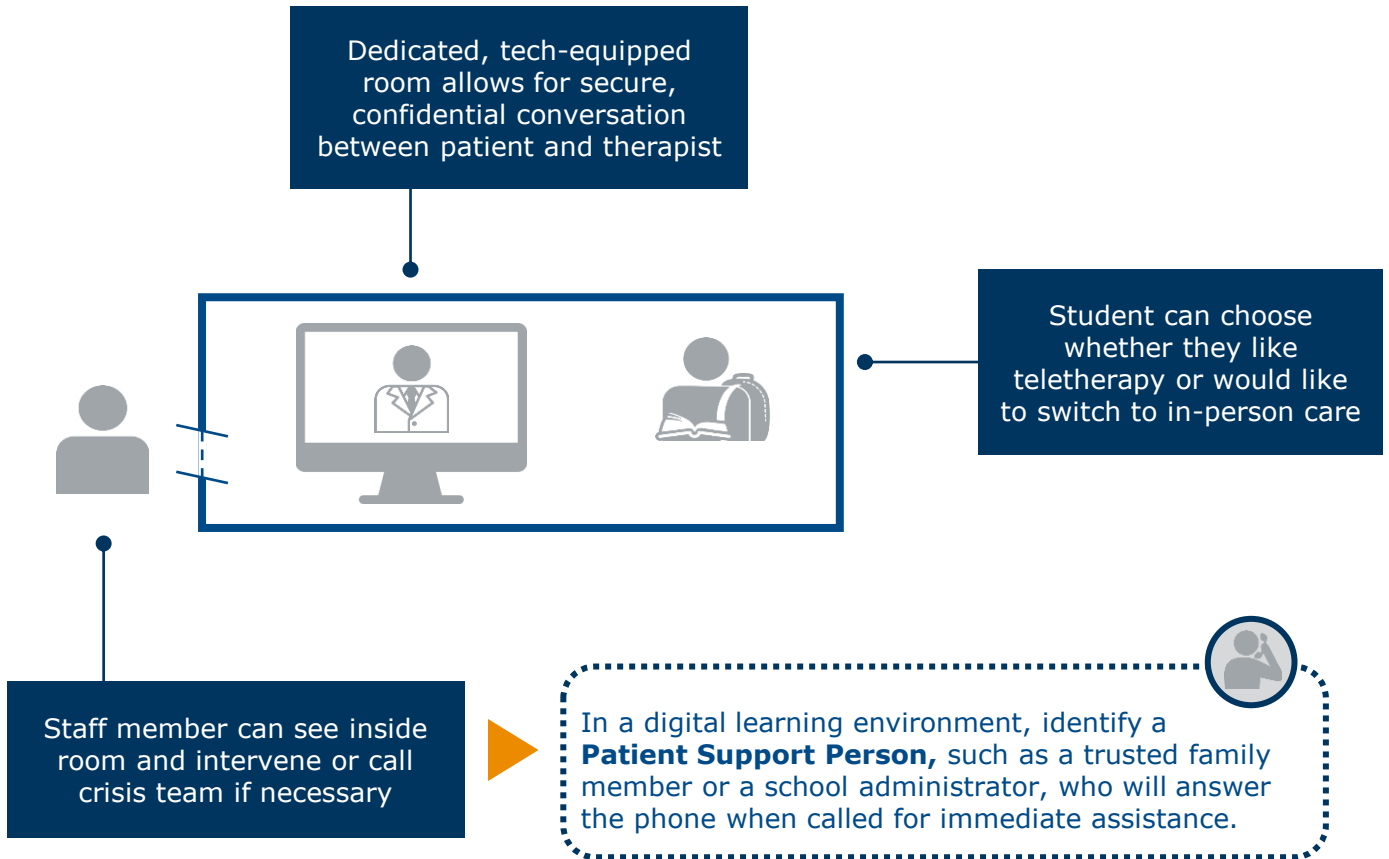 Dedicated, tech-equipped
room allows for secure,
confidential conversation
between patient and therapist
Student can choose
whether they like
teletherapy or would like
to switch to in-person care
Staff member can see inside
room and intervene or call
crisis team if necessary
In a digital learning environment, identify a
Patient Support Person, such as a trusted family
member or a school administrator, who will answer
the phone when called for immediate assistance.